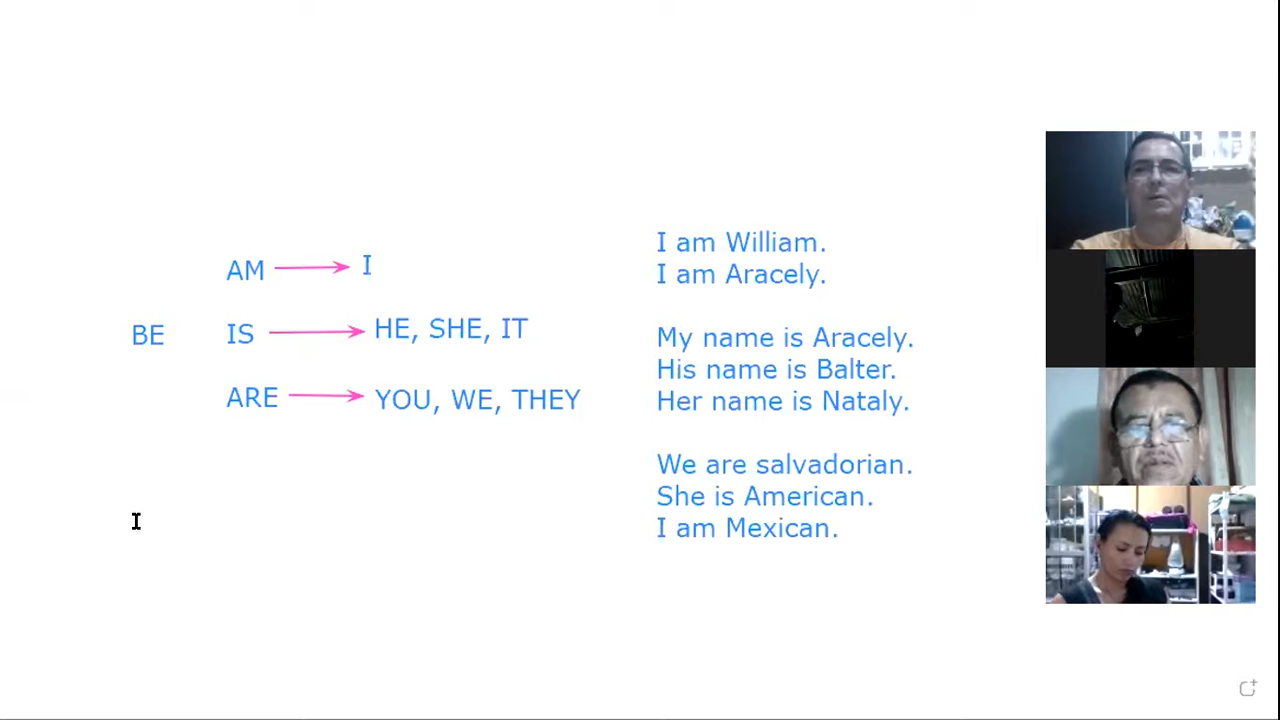 AM I
BE IS HE, SHE, IT
ARE YOU, WE, THEY
I am William.
I am Aracely.
My name is Aracely.
His name is Balter.
Her name is Nataly.
We are salvadorian.
She is American.
I am Mexican.